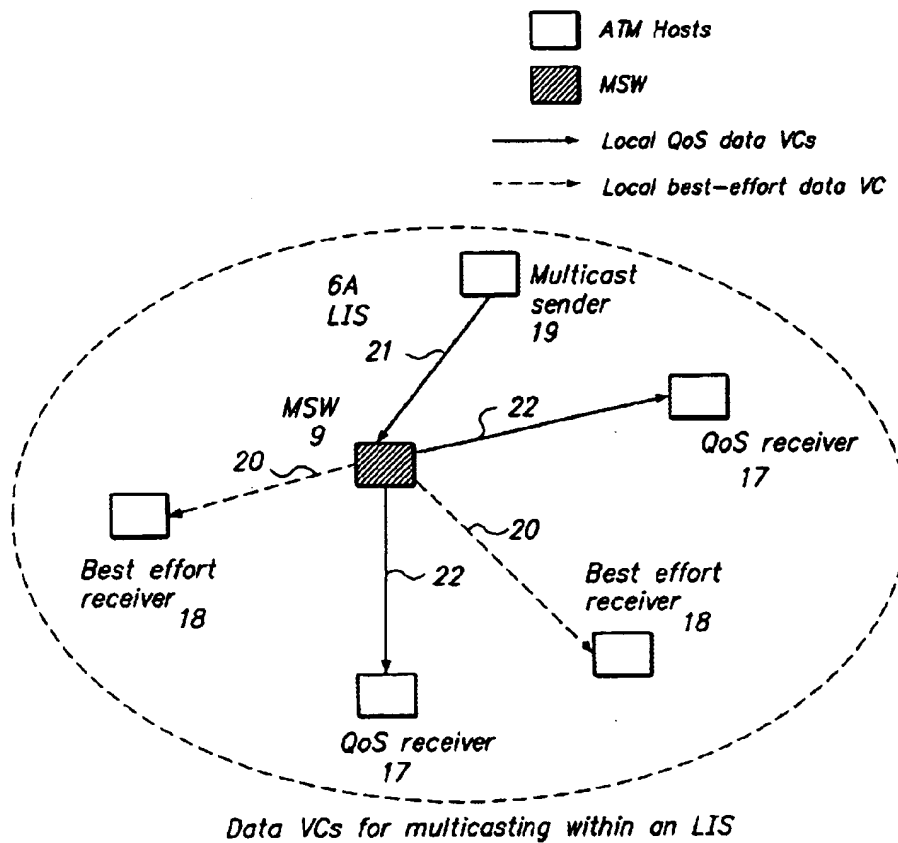 ATM Hosts
MSW
Local QoS data VCs
Local best-effort data VC
6A
LIS
Multicast
sender
19
21
MSW
9
22
QoS receiver
17
20
20
Best effort
receiver
18
22
Best effort
receiver
18
QoS receiver
17
Data VCs for multicasting within an LIS